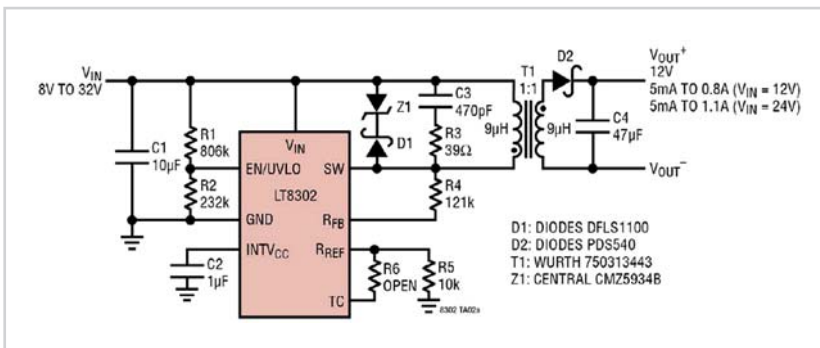 VIN
8V TO 32V
C1
10µF
R1
806k
R2
232k
VIN
EN/UVLO
SW
LT8302
GND
RFB
INTVCC
RREF
TC
C2
1µF
Z1
D1
C3
470pF
R3
39Ω
R4
121k
R6
OPEN
R5
10k
8302 TA02a
T1
1:1
9µH
9µH
D2
C4
47µF
VOUT+
12V
5mA TO 0.8A (VIN = 12V)
5mA TO 1.1A (VIN = 24V)
VOUT–
D1: DIODES DFLS1100
D2: DIODES PDS540
T1: WURTH 750313443
Z1: CENTRAL CMZ5934B